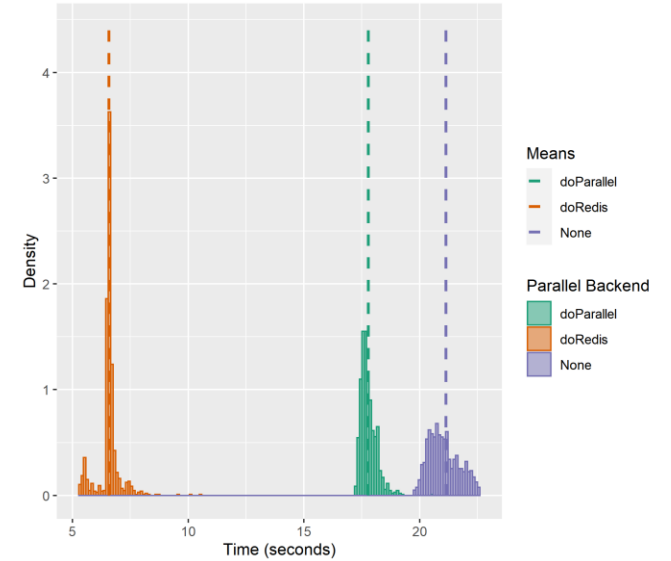 4
3
2
1
0
Density
5
10
15
20
Time (seconds)
Means
doParallel
doRedis
None
Parallel Backend
doParallel
doRedis
None